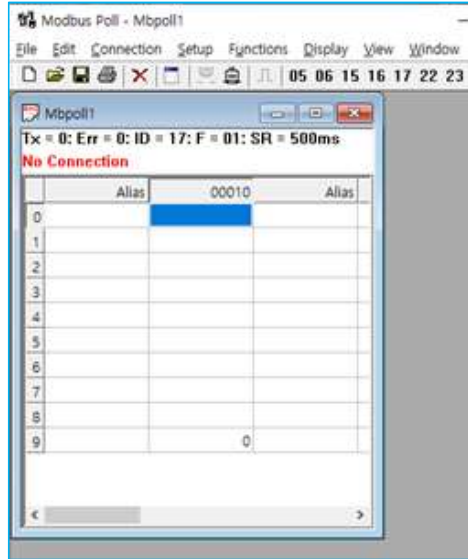 Modbus Poll - Mbpoll1
File Edit Connection Setup Functions Display View Window
05 06 15 16 17 22 23
Mbpoll1
Tx = 0: Err = 0: ID = 17: F = 01: SR = 500ms
No Connection
Alias 00010 Alias
0
1
2
3
4
5
6
7
8
9 0